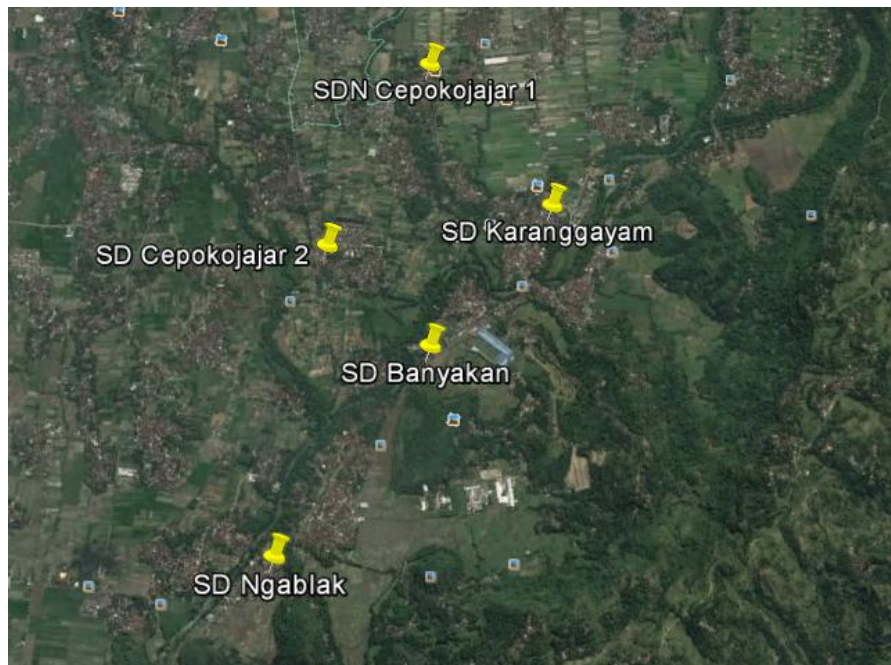 SDN Cepokojajar 1
SD Karanggayam
SD Cepokojajar 2
SD Banyakan
SD Ngablak